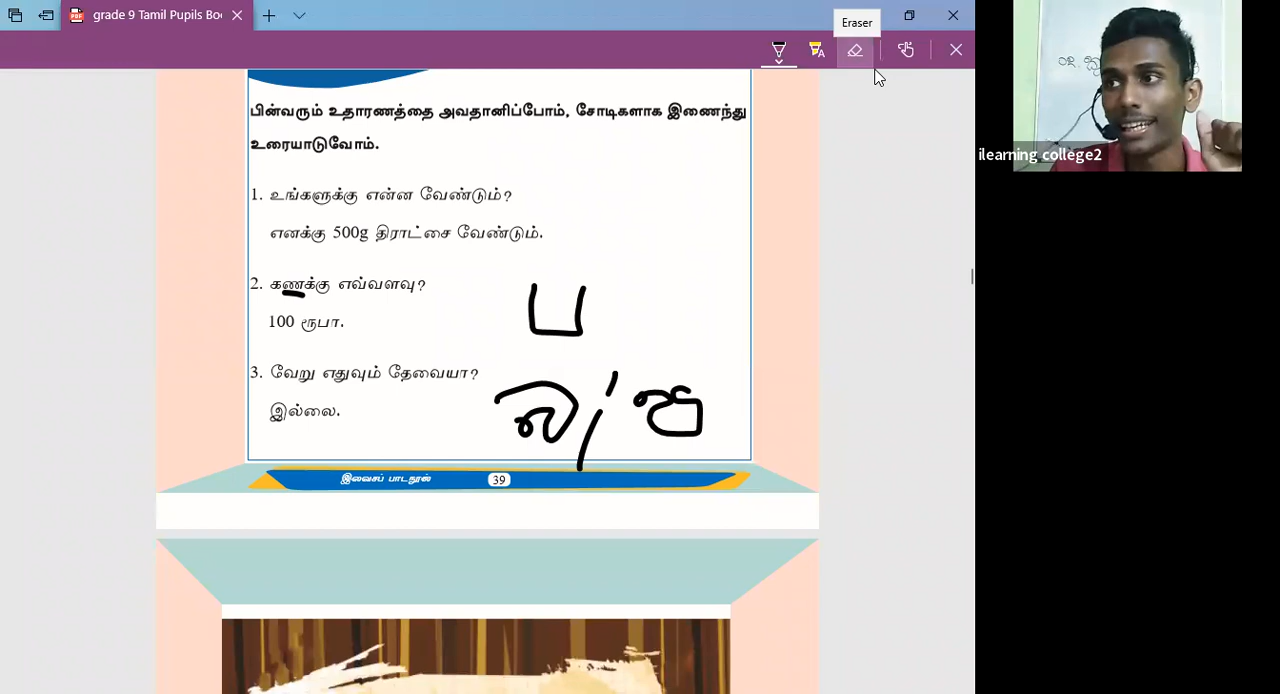 grade 9 Tamil Pupils Boo
Eraser
பின்வரும் உதாரணத்தை அவதானிப்போம், சோடிகளாக இணைந்து
உரையாடுவோம்.
1. உங்களுக்கு என்ன வேண்டும்?
எனக்கு 500g திராட்சை வேண்டும்.
2. கணக்கு எவ்வளவு?
100 ரூபா.
ப
3. வேறு எதுவும் தேவையா?
இல்லை.
බ/ප
இலவசப் பாடநூல் 39
ilearning college2